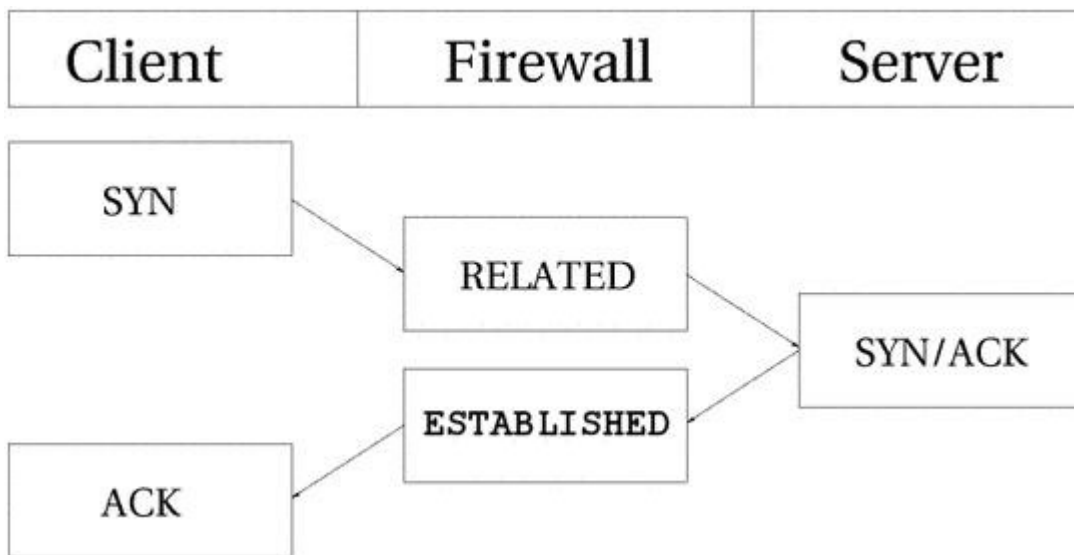 Client Firewall Server
SYN
RELATED
SYN/ACK
ESTABLISHED
ACK